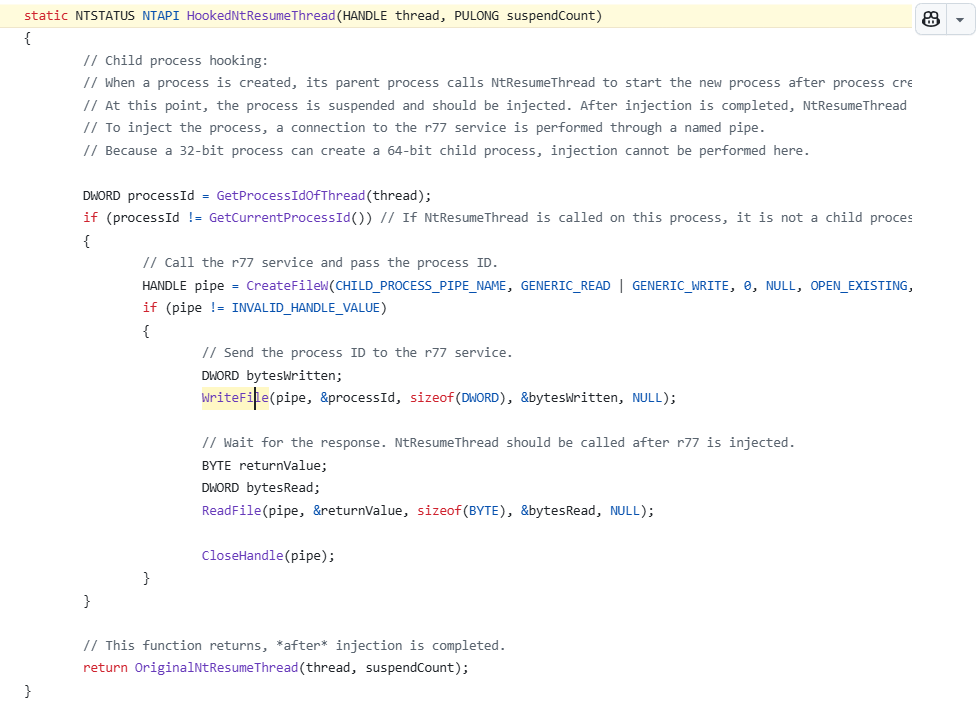 static NTSTATUS NTAPI HookedNtResumeThread(HANDLE thread, PULONG suspendCount)
{
// Child process hooking:
// When a process is created, its parent process calls NtResumeThread to start the new process after process cre
// At this point, the process is suspended and should be injected. After injection is completed, NtResumeThread
// To inject the process, a connection to the r77 service is performed through a named pipe.
// Because a 32-bit process can create a 64-bit child process, injection cannot be performed here.
DWORD processId = GetProcessIdOfThread(thread);
if (processId != GetCurrentProcessId()) // If NtResumeThread is called on this process, it is not a child proces
{
// Call the r77 service and pass the process ID.
HANDLE pipe = CreateFileW(CHILD_PROCESS_PIPE_NAME, GENERIC_READ | GENERIC_WRITE, 0, NULL, OPEN_EXISTING,
if (pipe != INVALID_HANDLE_VALUE)
{
// Send the process ID to the r77 service.
DWORD bytesWritten;
WriteFile(pipe, &processId, sizeof(DWORD), &bytesWritten, NULL);
// Wait for the response. NtResumeThread should be called after r77 is injected.
BYTE returnValue;
DWORD bytesRead;
ReadFile(pipe, &returnValue, sizeof(BYTE), &bytesRead, NULL);
CloseHandle(pipe);
}
}
// This function returns, *after* injection is completed.
return OriginalNtResumeThread(thread, suspendCount);
}